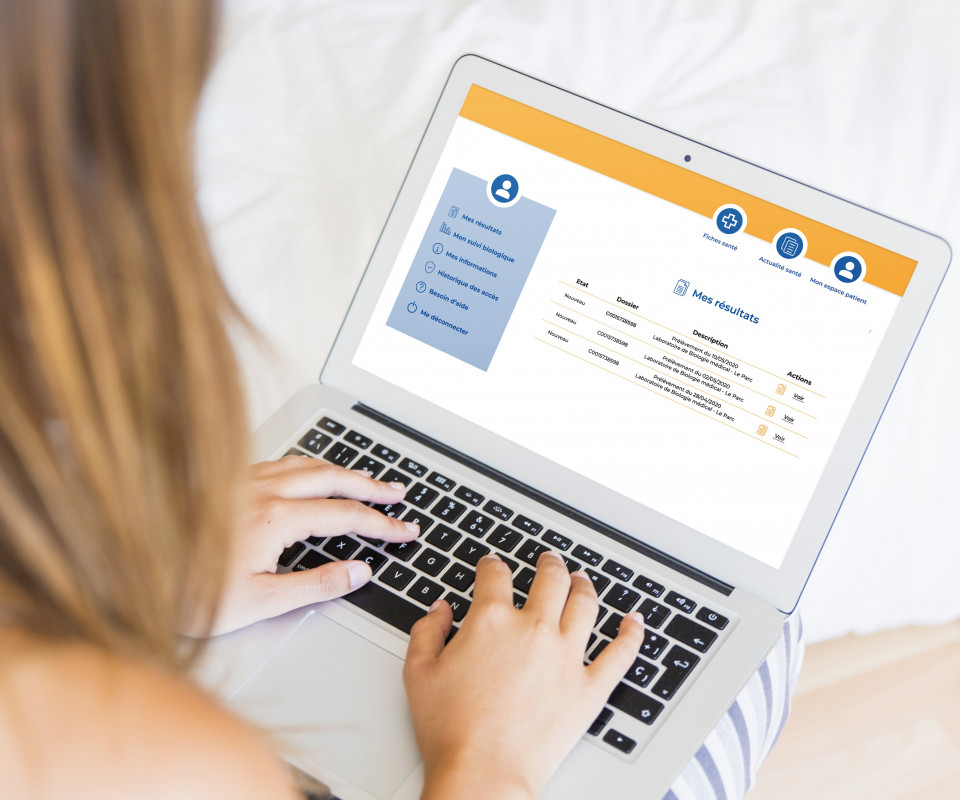 Fiches santé
Actualité santé
Mon espace patient
Mes résultats
Mon suivi biologique
Mes informations
Historique des accès
Besoin d'aide
Me déconnecter
Mes résultats
Etat Dossier Description Actions
Nouveau C0015738598 Prélèvement du 10/05/2020
Laboratoire de Biologie médical - Le Parc Voir
Nouveau Prélèvement du 02/05/2020
Laboratoire de Biologie médical - Le Parc Voir
Nouveau Prélèvement du 28/04/2020
Laboratoire de Biologie médical - Le Parc Voir